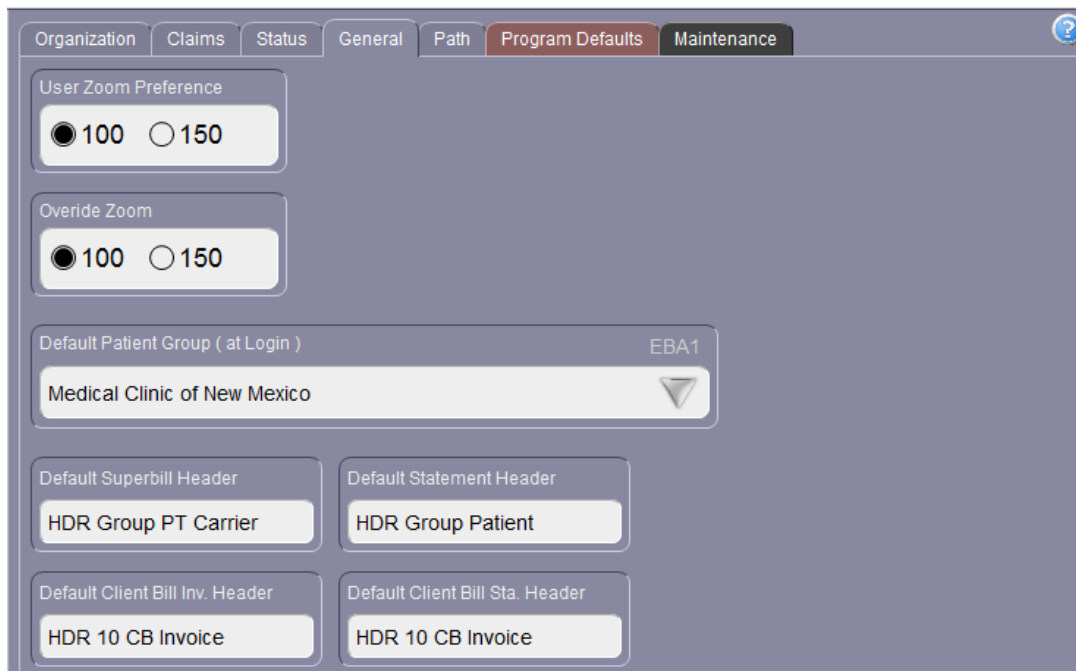 Organization Claims Status General Path Program Defaults Maintenance ?
User Zoom Preference
100 150
Overide Zoom
100 150
Default Patient Group ( at Login ) EBA1
Medical Clinic of New Mexico
Default Superbill Header Default Statement Header
HDR Group PT Carrier HDR Group Patient
Default Client Bill Inv. Header Default Client Bill Sta. Header
HDR 10 CB Invoice HDR 10 CB Invoice